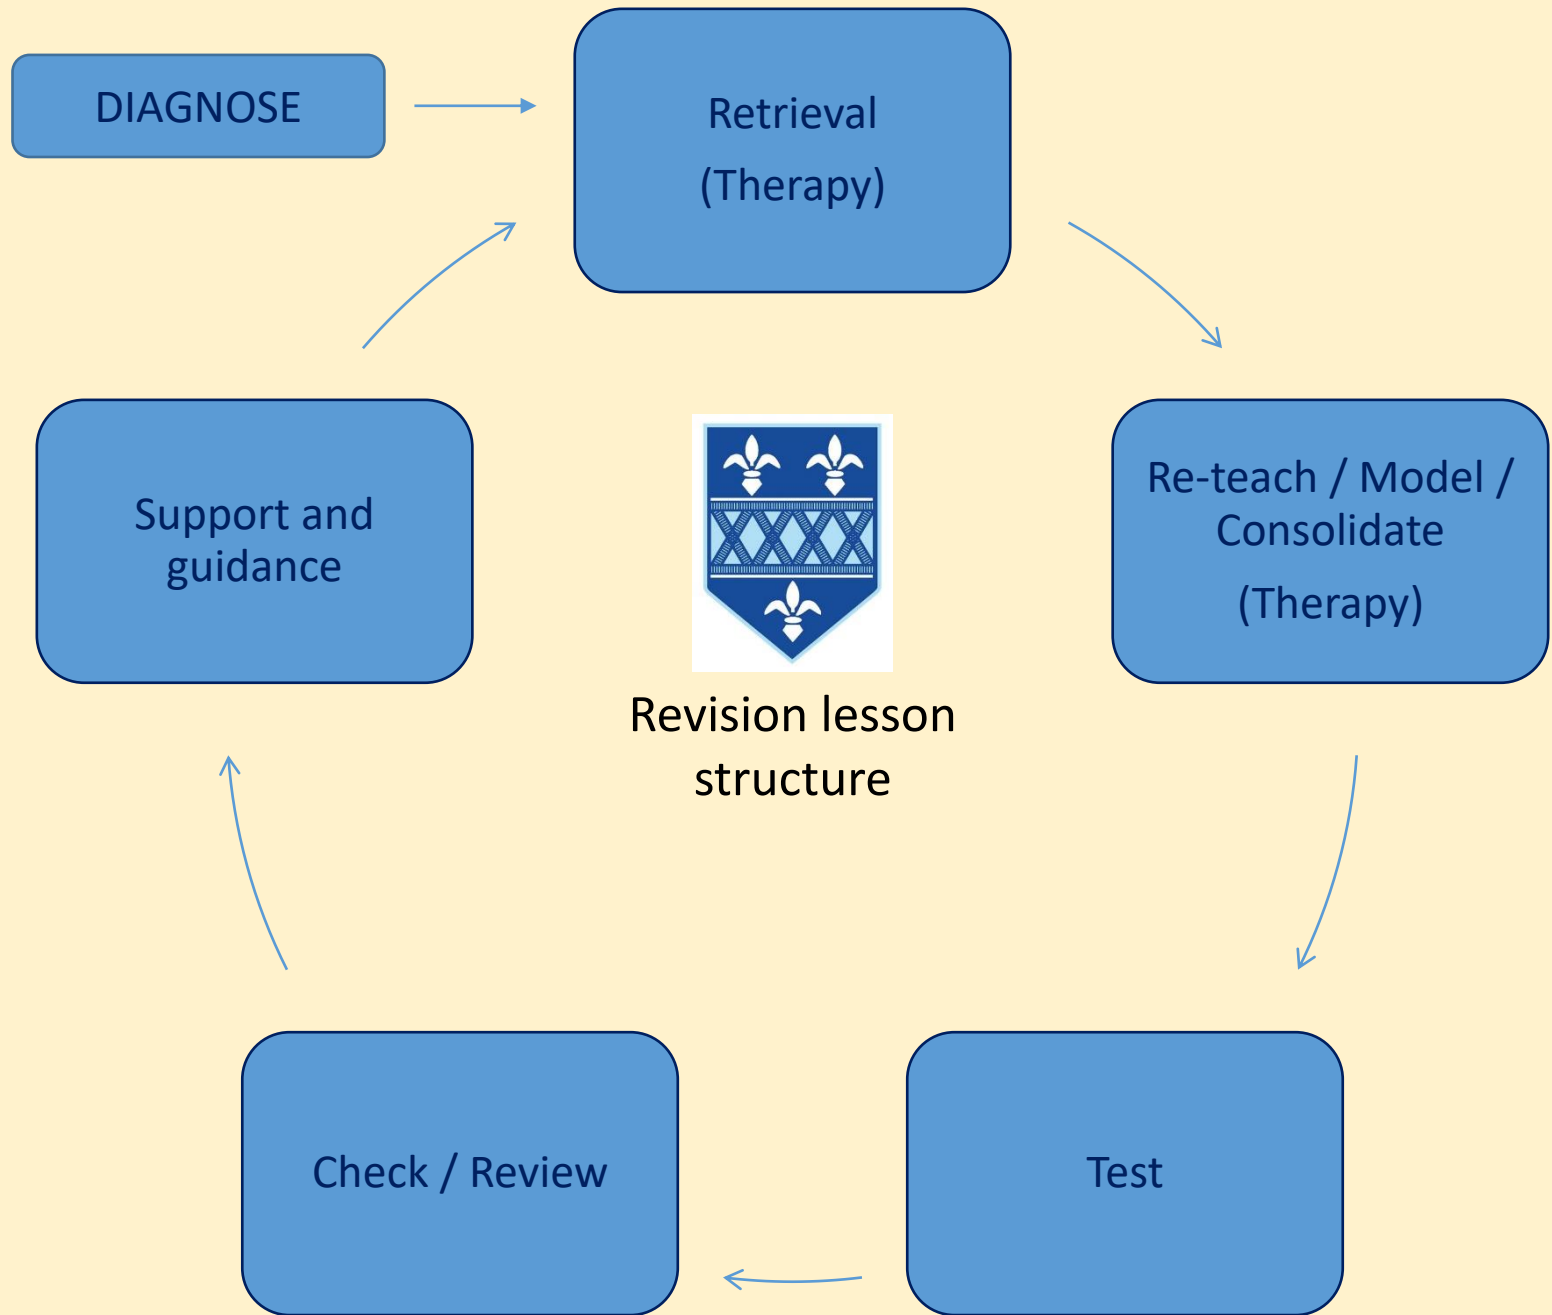 DIAGNOSE
Retrieval
(Therapy)
Re-teach / Model /
Consolidate
(Therapy)
Support and
guidance
Revision lesson
structure
Check / Review
Test